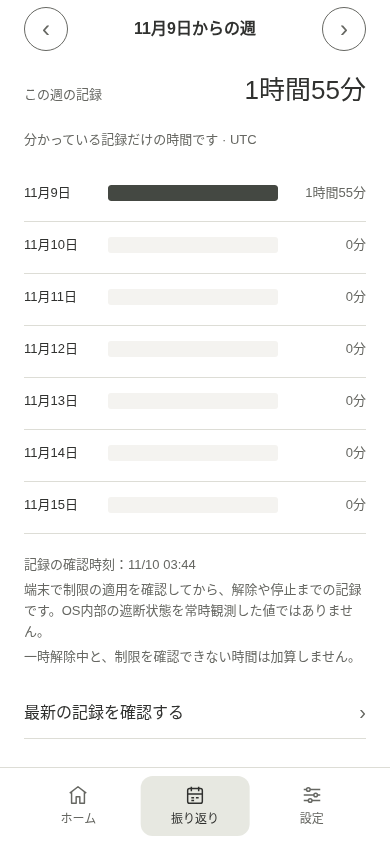 11月9日からの週
この週の記録 1時間55分
分かっている記録だけの時間です · UTC
11月9日 1時間55分
11月10日 0分
11月11日 0分
11月12日 0分
11月13日 0分
11月14日 0分
11月15日 0分
記録の確認時刻：11/10 03:44
端末で制限の適用を確認してから、解除や停止までの記録
です。OS内部の遮断状態を常時観測した値ではありませ
ん。
一時解除中と、制限を確認できない時間は加算しません。
最新の記録を確認する
ホーム 振り返り 設定